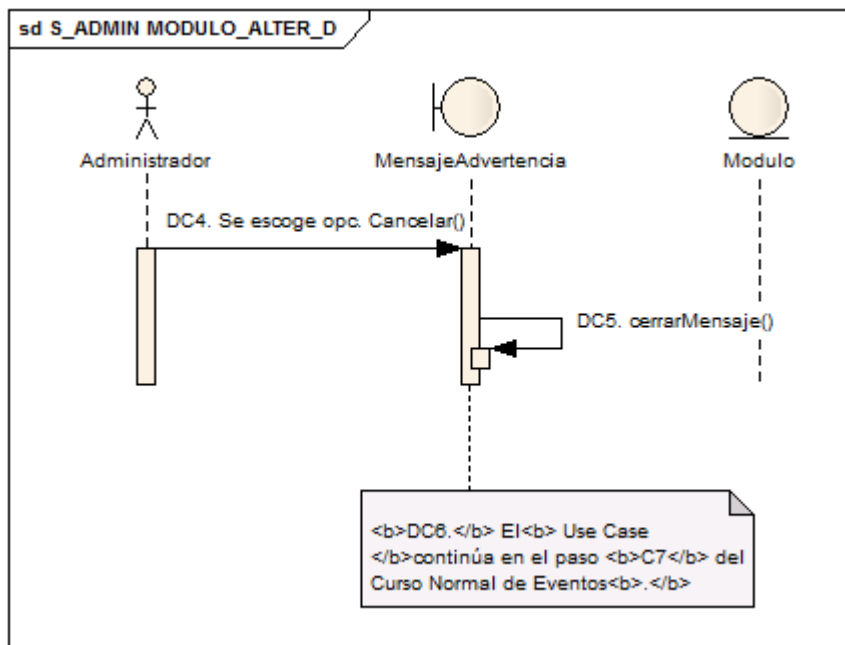 sd S_ADMIN MODULO_ALTER_D
Administrador
MensajeAdvertencia
Modulo
DC4. Se escoge opc. Cancelar()
DC5. cerrarMensaje()
<b>DC6.</b> El<b> Use Case
</b>continúa en el paso <b>C7</b> del
Curso Normal de Eventos<b>.</b>